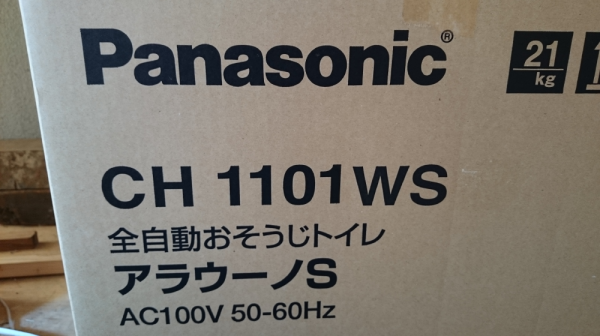 Panasonic®
21
kg
CH 1101WS
全自動おそうじトイレ
アラウーノS
AC100V 50-60Hz